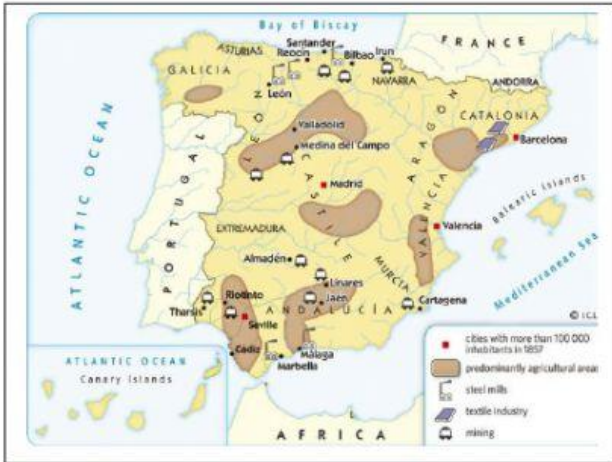 Bay of Biscay
FRANCE
ASTURIAS
Santander
Reocín
Bilbao
Irun
GALICIA
NAVARRA
ANDORRA
León
CATALONIA
LEON
Valladolid
ARAGON
Barcelona
Medina del Campo
ATLANTIC OCEAN
PORTUGAL
CASTILE
Madrid
Balearic Islands
EXTREMADURA
VALENCIA
Valencia
Almadén
MURCIA
Mediterranean Sea
Linares
Riotinto
Jaén
Cartagena
Tharsis
ANDALUCÍA
Seville
© ICL
Cádiz
Málaga
Marbella
ATLANTIC OCEAN
Canary Islands
AFRICA
cities with more than 100 000
inhabitants in 1857
predominantly agricultural areas
steel mills
textile industry
mining